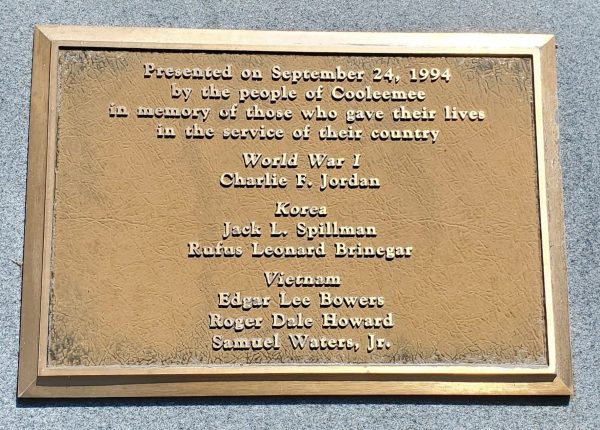 Presented on September 24, 1994
by the people of Cooleemee
in memory of those who gave their lives
in the service of their country
World War I
Charlie F. Jordan
Korea
Jack L. Spillman
Rufus Leonard Brinegar
Vietnam
Edgar Lee Bowers
Roger Dale Howard
Samuel Waters, Jr.